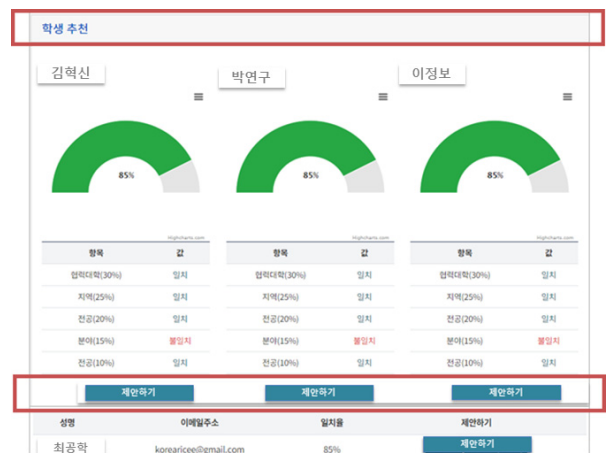 학생 추천
김혁신 박연구 이정보
85% 85% 85%
Highcharts.com Highcharts.com Highcharts.com
항목 값 항목 값 항목 값
협력대학(30%) 일치 협력대학(30%) 일치 협력대학(30%) 일치
지역(25%) 일치 지역(25%) 일치 지역(25%) 일치
전공(20%) 일치 전공(20%) 일치 전공(20%) 일치
분야(15%) 불일치 분야(15%) 불일치 분야(15%) 불일치
전공(10%) 일치 전공(10%) 일치 전공(10%) 일치
제안하기 제안하기 제안하기
성명 이메일주소 일치율 제안하기
최공학 korearicee@gmail.com 85% 제안하기